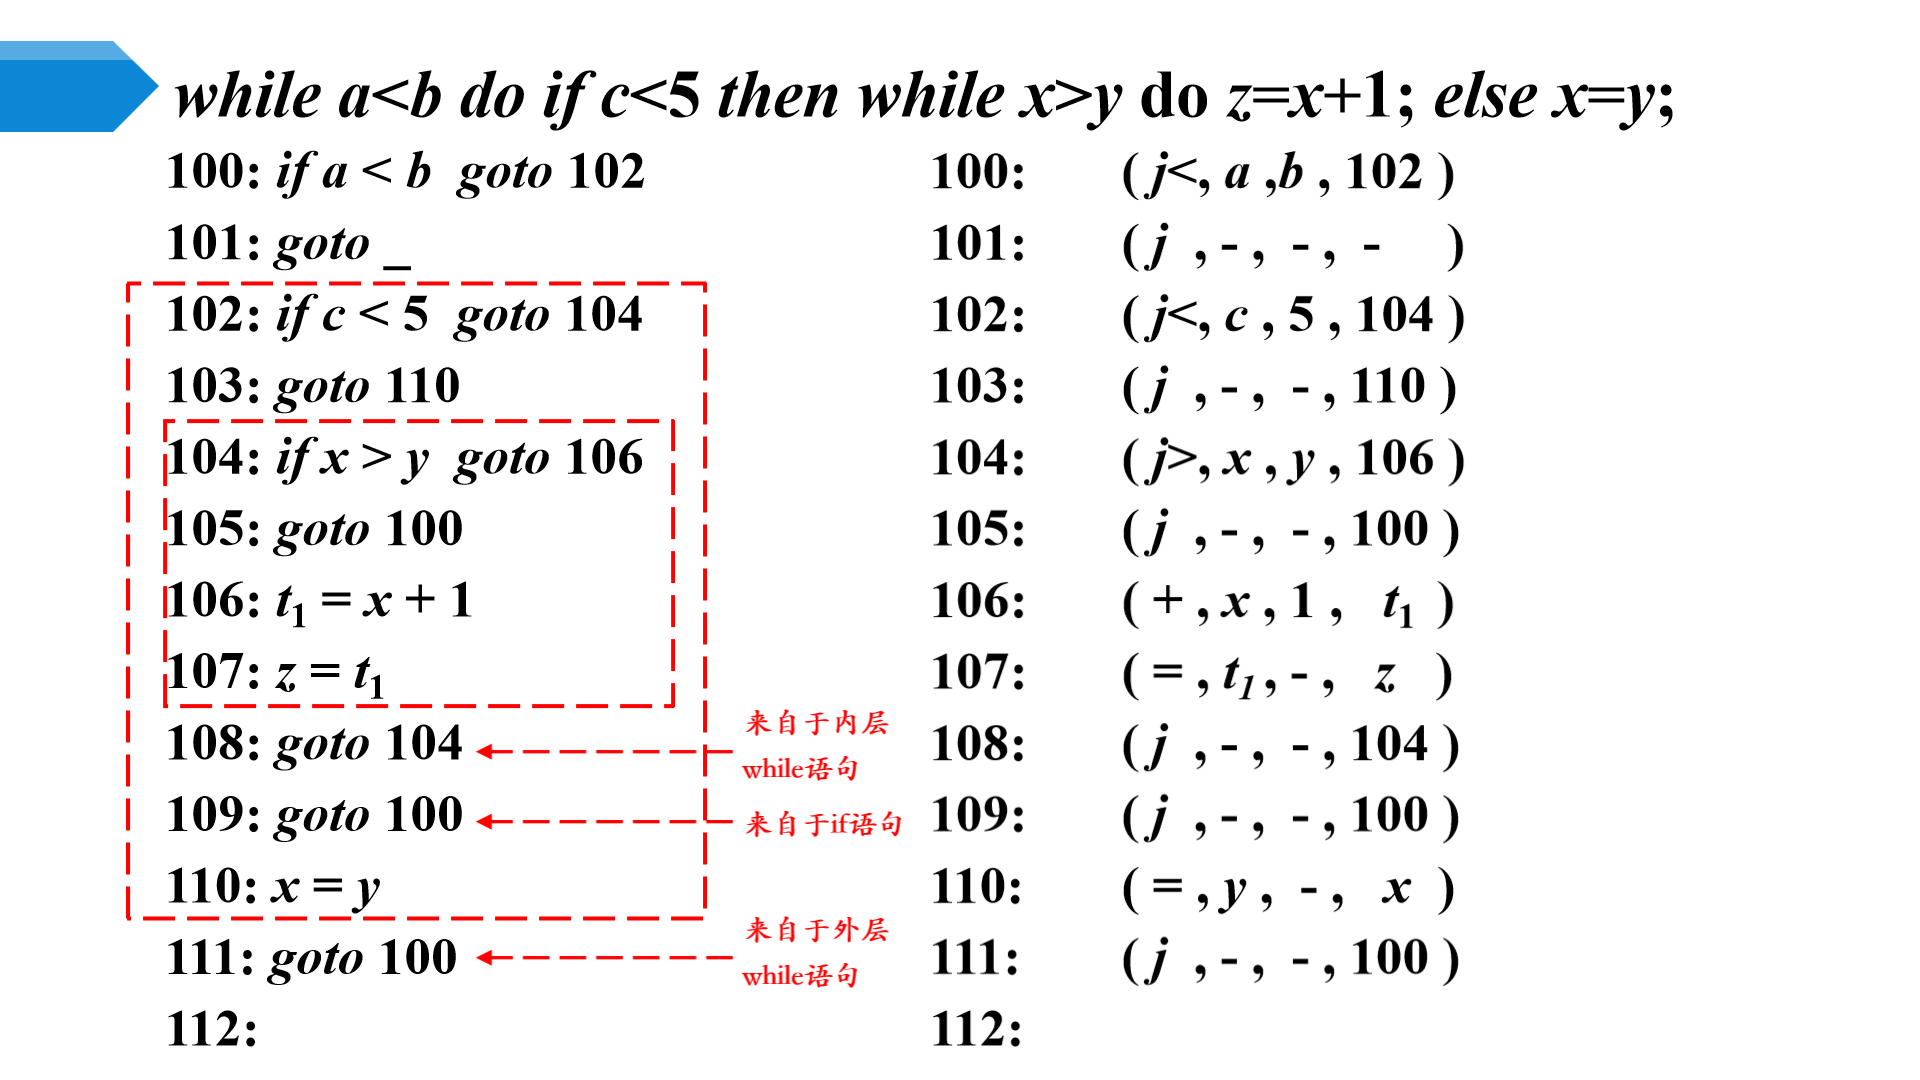 while a<b do if c<5 then while x>y do z=x+1; else x=y;
100: if a < b goto 102
101: goto _
102: if c < 5 goto 104
103: goto 110
104: if x > y goto 106
105: goto 100
106: t1 = x + 1
107: z = t1
108: goto 104
109: goto 100
110: x = y
111: goto 100
112:
来自于内层
while语句
来自于if语句
来自于外层
while语句
100: ( j<, a ,b , 102 )
101: ( j , - , - , - )
102: ( j<, c , 5 , 104 )
103: ( j , - , - , 110 )
104: ( j>, x , y , 106 )
105: ( j , - , - , 100 )
106: ( + , x , 1 , t1 )
107: ( = , t1 , - , z )
108: ( j , - , - , 104 )
109: ( j , - , - , 100 )
110: ( = , y , - , x )
111: ( j , - , - , 100 )
112: